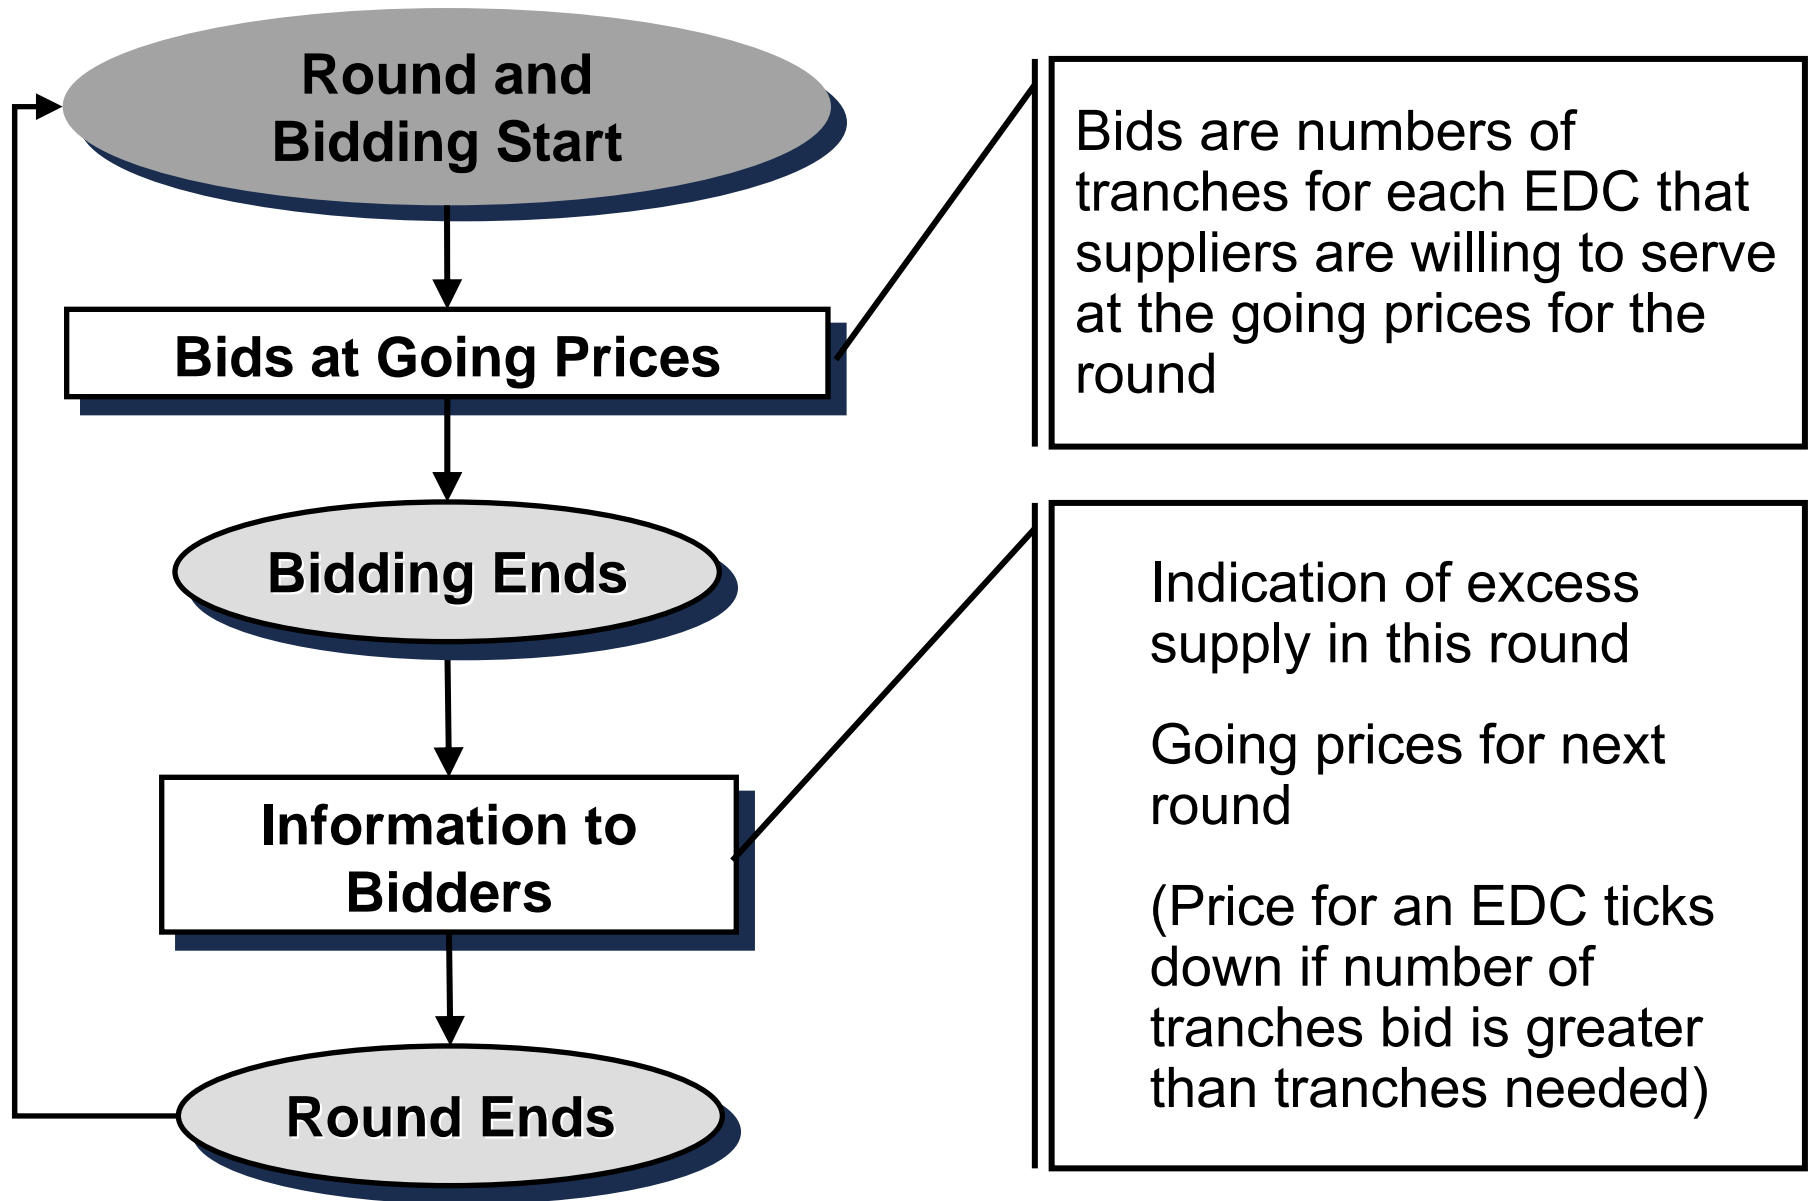 Round and
Bidding Start
Bids at Going Prices
Bidding Ends
Information to
Bidders
Round Ends
Bids are numbers of
tranches for each EDC that
suppliers are willing to serve
at the going prices for the
round
Indication of excess
supply in this round
Going prices for next
round
(Price for an EDC ticks
down if number of
tranches bid is greater
than tranches needed)